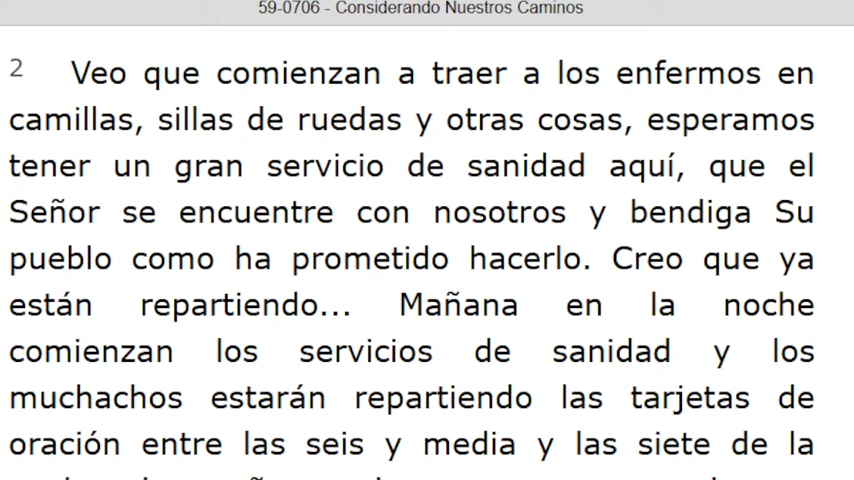 59-0706 - Considerando Nuestros Caminos
2 Veo que comienzan a traer a los enfermos en
camillas, sillas de ruedas y otras cosas, esperamos
tener un gran servicio de sanidad aquí, que el
Señor se encuentre con nosotros y bendiga Su
pueblo como ha prometido hacerlo. Creo que ya
están repartiendo... Mañana en la noche
comienzan los servicios de sanidad y los
muchachos estarán repartiendo las tarjetas de
oración entre las seis y media y las siete de la